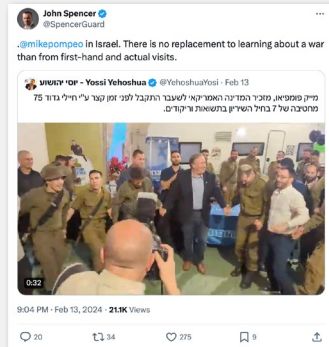 John Spencer
@SpencerGuard
.@mikepompeo in Israel. There is no replacement to learning about a war
than from first-hand and actual visits.
יוסי יהושוע - Yossi Yehoshua @YehoshuaYosi · Feb 13
מייק פומפיאו, מזכיר המדינה האמריקאי לשעבר התקבל לפני זמן קצר ע"י חיילי גדוד 75
מחטיבה של 7 בחיל השיריון בתשואות וריקודים.
0:32
9:04 PM · Feb 13, 2024 · 21.1K Views
20 34 275 9